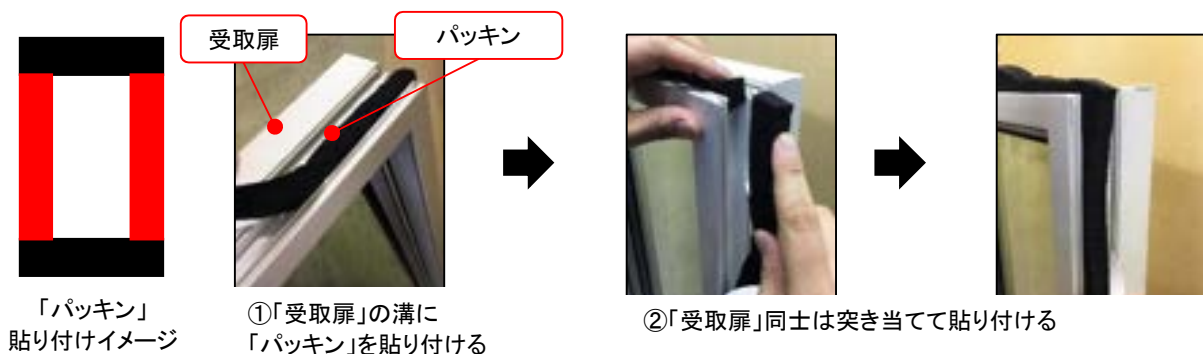 受取扉
パッキン
「パッキン」
貼り付けイメージ
①「受取扉」の溝に
「パッキン」を貼り付ける
②「受取扉」同士は突き当てて貼り付ける